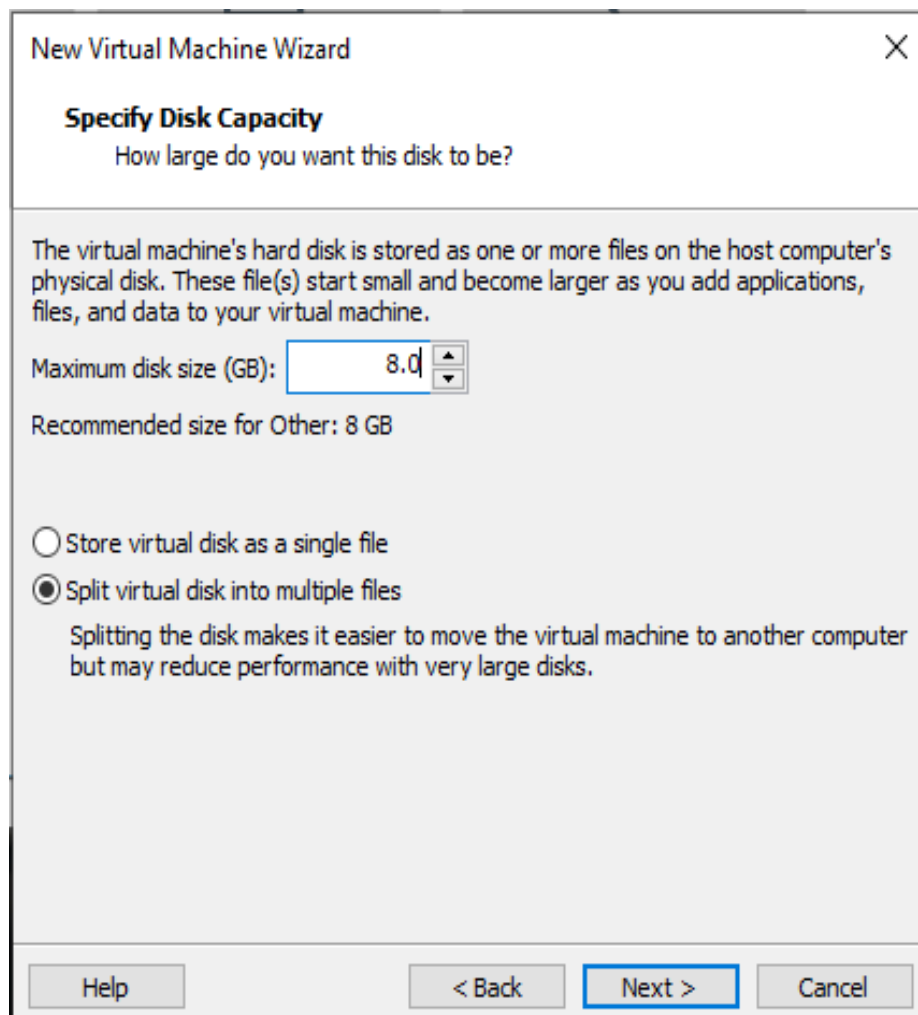 New Virtual Machine Wizard
Specify Disk Capacity
How large do you want this disk to be?
The virtual machine's hard disk is stored as one or more files on the host computer's
physical disk. These file(s) start small and become larger as you add applications,
files, and data to your virtual machine.
Maximum disk size (GB): 8.0
Recommended size for Other: 8 GB
Store virtual disk as a single file
Split virtual disk into multiple files
Splitting the disk makes it easier to move the virtual machine to another computer
but may reduce performance with very large disks.
Help < Back Next > Cancel